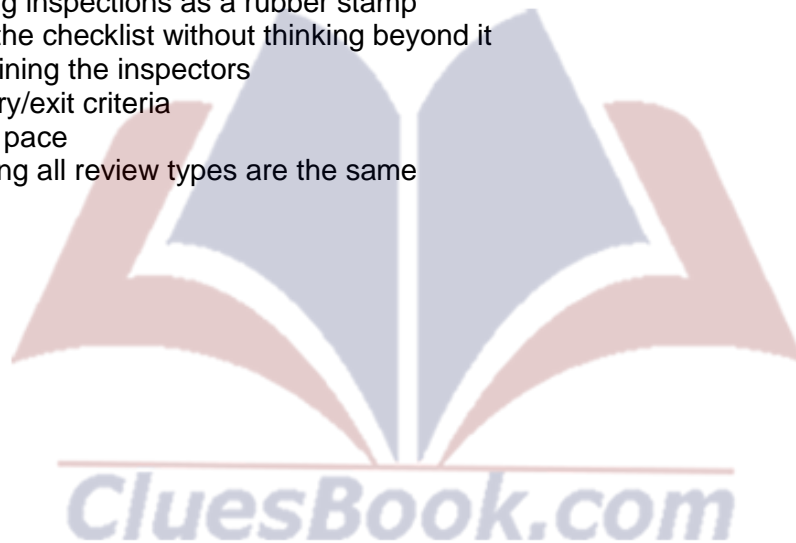 g inspections as a rubber stamp
the checklist without thinking beyond it
ining the inspectors
ry/exit criteria
pace
ng all review types are the same
CluesBook.com